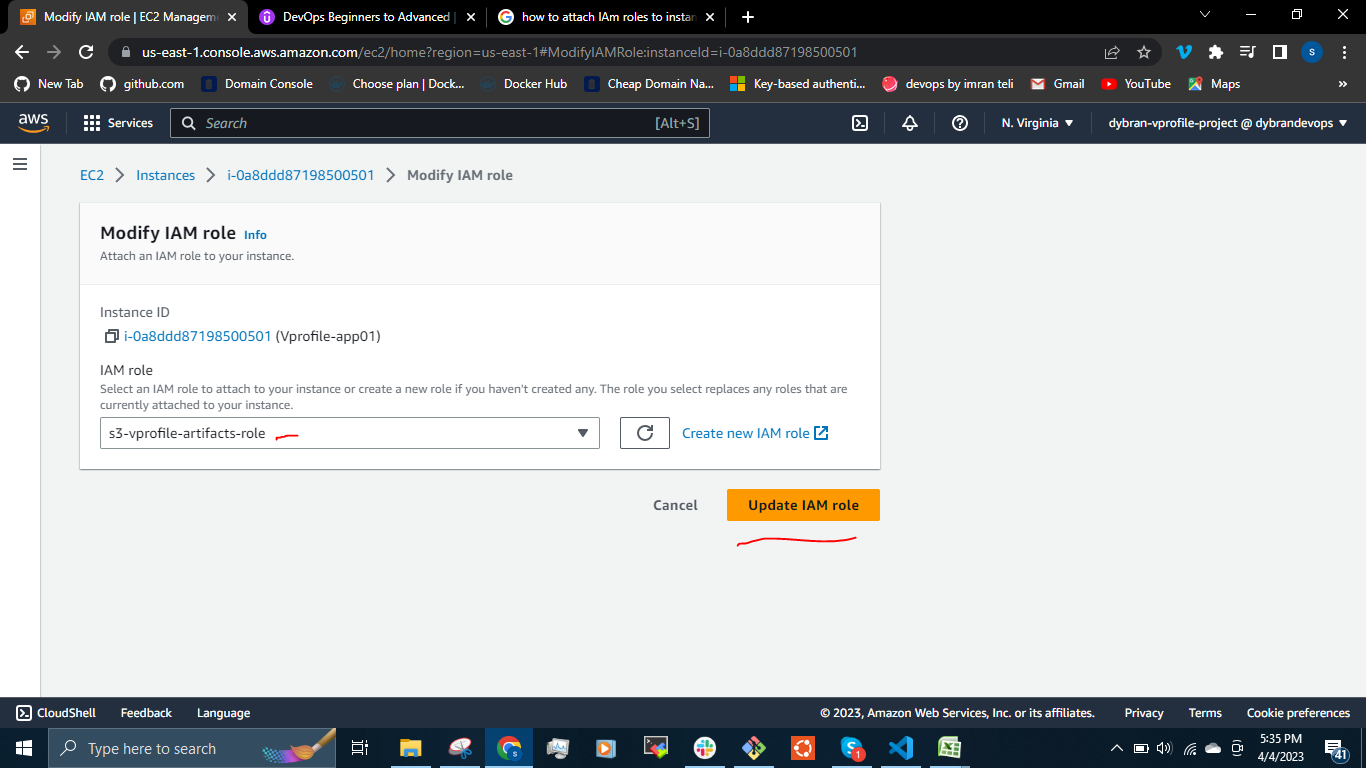 Modify IAM role | EC2 Managem
DevOps Beginners to Advanced |
how to attach IAm roles to instan
us-east-1.console.aws.amazon.com/ec2/home?region=us-east-1#ModifyIAMRole:instanceId=i-0a8ddd87198500501
s
New Tab
github.com
Domain Console
Choose plan | Dock...
Docker Hub
Cheap Domain Na...
Key-based authenti...
devops by imran teli
Gmail
YouTube
Maps
»
aws
Services
Search
[Alt+S]
N. Virginia
dybran-vprofile-project @ dybrandevops
EC2
Instances
i-0a8ddd87198500501
Modify IAM role
Modify IAM role Info
Attach an IAM role to your instance.
Instance ID
i-0a8ddd87198500501 (Vprofile-app01)
IAM role
Select an IAM role to attach to your instance or create a new role if you haven't created any. The role you select replaces any roles that are
currently attached to your instance.
s3-vprofile-artifacts-role
Create new IAM role
Cancel
Update IAM role
CloudShell
Feedback
Language
© 2023, Amazon Web Services, Inc. or its affiliates.
Privacy
Terms
Cookie preferences
Type here to search
1
5:35 PM
4/4/2023
41